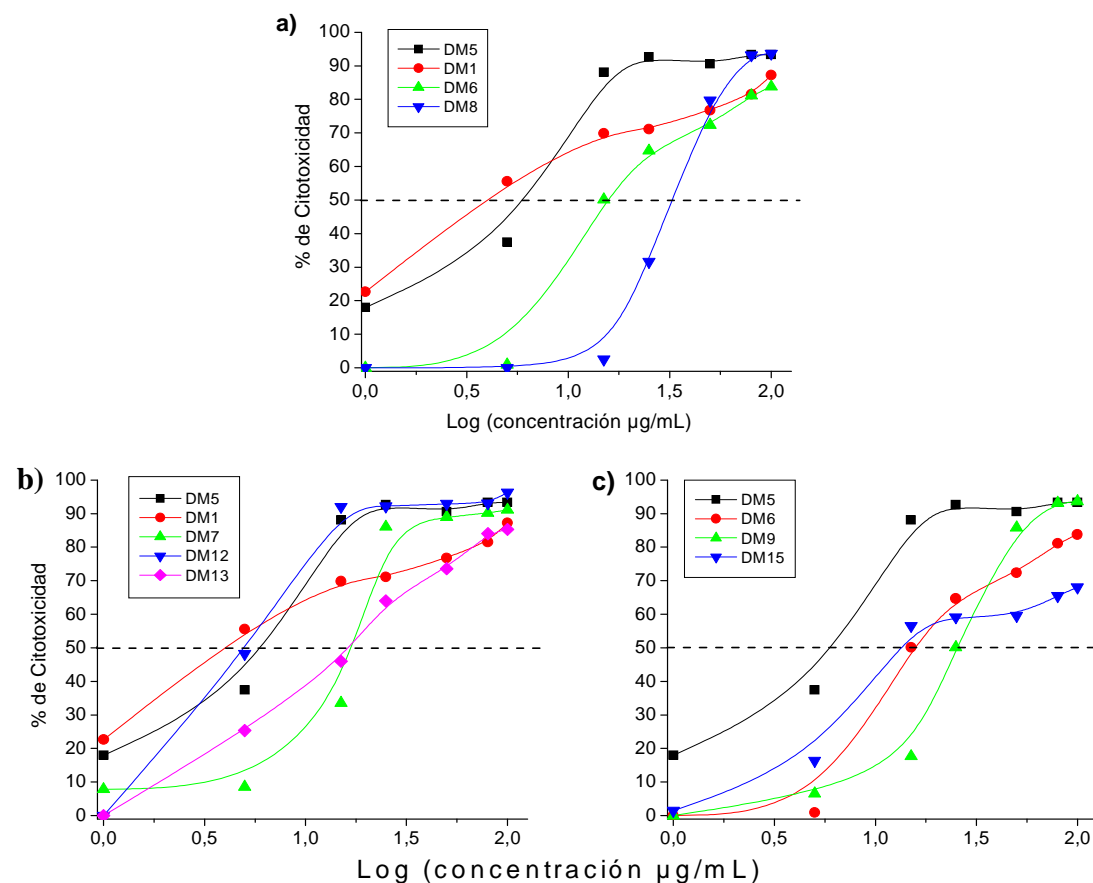 a)
100
90
80
70
60
50
40
30
20
10
0
% de Citotoxicidad
DM5
DM1
DM6
DM8
0,0 0,5 1,0 1,5 2,0
Log (concentración µg/mL)
b)
100
90
80
70
60
50
40
30
20
10
0
% de Citotoxicidad
DM5
DM1
DM7
DM12
DM13
0,0 0,5 1,0 1,5 2,0
c)
100
90
80
70
60
50
40
30
20
10
0
DM5
DM6
DM9
DM15
0,0 0,5 1,0 1,5 2,0
Log (concentración µg/mL)